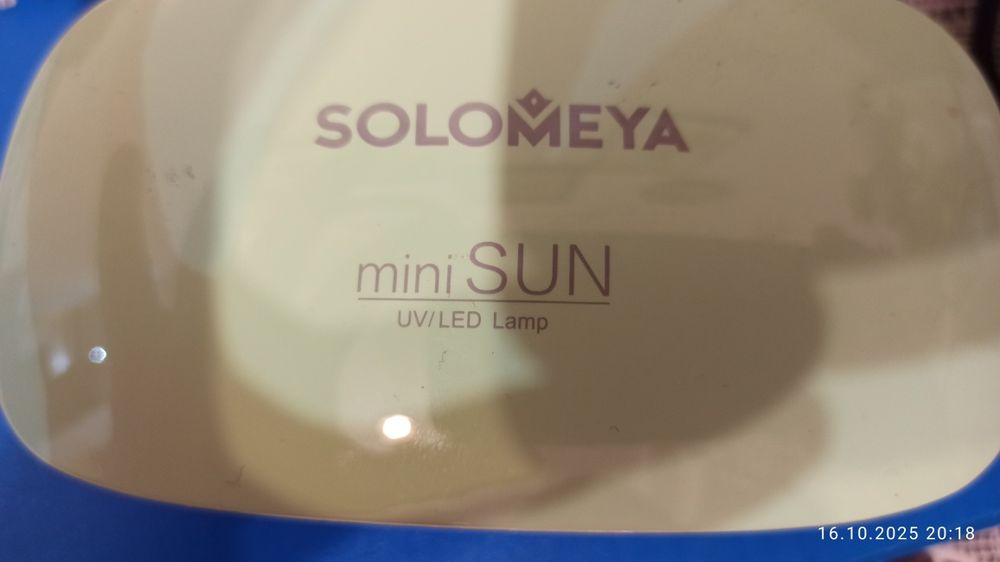 SOLOMEYA
mini SUN
UV/LED Lamp
16.10.2025 20:18